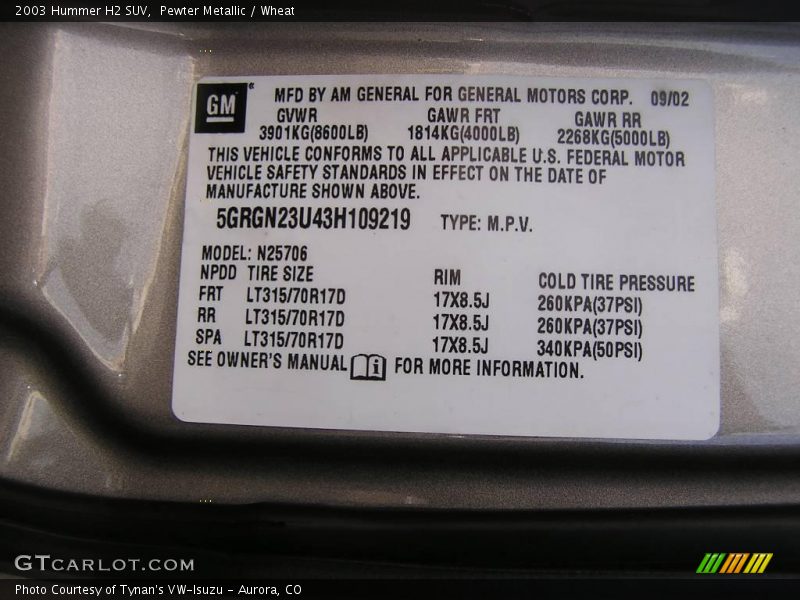 2003 Hummer H2 SUV, Pewter Metallic / Wheat
GM MFD BY AM GENERAL FOR GENERAL MOTORS CORP. 09/02
GVWR GAWR FRT GAWR RR
3901KG(8600LB) 1814KG(4000LB) 2268KG(5000LB)
THIS VEHICLE CONFORMS TO ALL APPLICABLE U.S. FEDERAL MOTOR
VEHICLE SAFETY STANDARDS IN EFFECT ON THE DATE OF
MANUFACTURE SHOWN ABOVE.
5GRGN23U43H109219 TYPE: M.P.V.
MODEL: N25706
NPDD TIRE SIZE RIM COLD TIRE PRESSURE
FRT LT315/70R17D 17X8.5J 260KPA(37PSI)
RR LT315/70R17D 17X8.5J 260KPA(37PSI)
SPA LT315/70R17D 17X8.5J 340KPA(50PSI)
SEE OWNER'S MANUAL i FOR MORE INFORMATION.
GTCARLOT.COM
Photo Courtesy of Tynan's VW-Isuzu - Aurora, CO